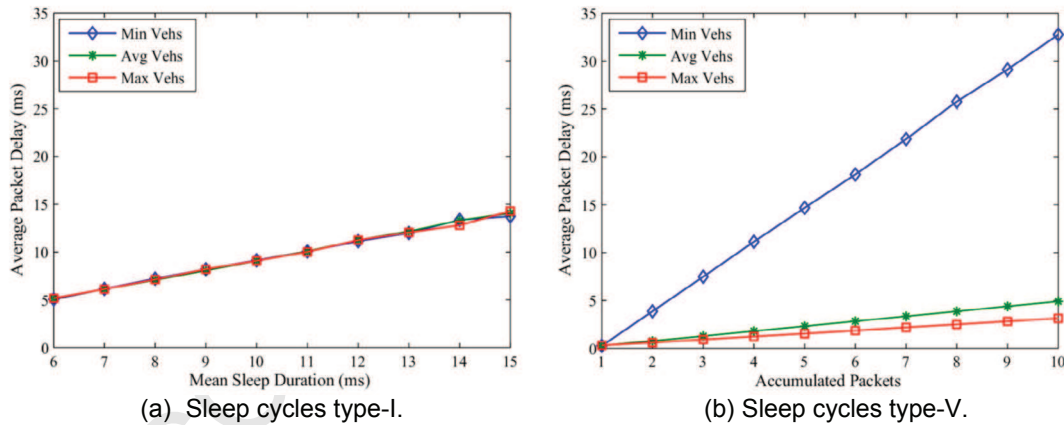 35
30
25
20
15
10
5
0
Average Packet Delay (ms)
Min Vehs
Avg Vehs
Max Vehs
6 7 8 9 10 11 12 13 14 15
Mean Sleep Duration (ms)
(a) Sleep cycles type-I.
35
30
25
20
15
10
5
0
Average Packet Delay (ms)
Min Vehs
Avg Vehs
Max Vehs
1 2 3 4 5 6 7 8 9 10
Accumulated Packets
(b) Sleep cycles type-V.